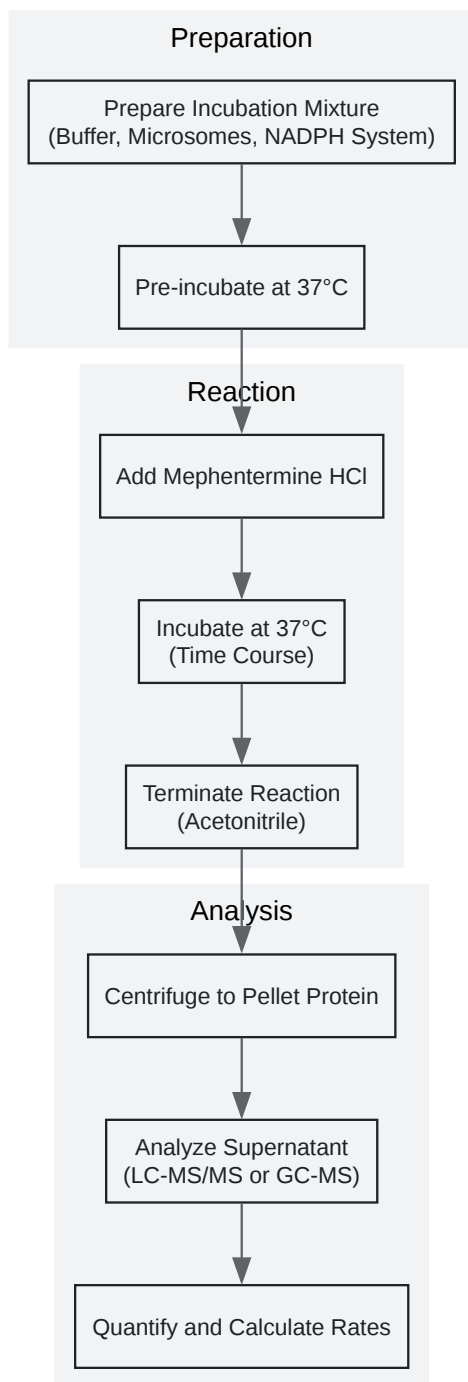 Preparation
Prepare Incubation Mixture
(Buffer, Microsomes, NADPH System)
Pre-incubate at 37°C
Reaction
Add Mephentermine HCl
Incubate at 37°C
(Time Course)
Terminate Reaction
(Acetonitrile)
Analysis
Centrifuge to Pellet Protein
Analyze Supernatant
(LC-MS/MS or GC-MS)
Quantify and Calculate Rates